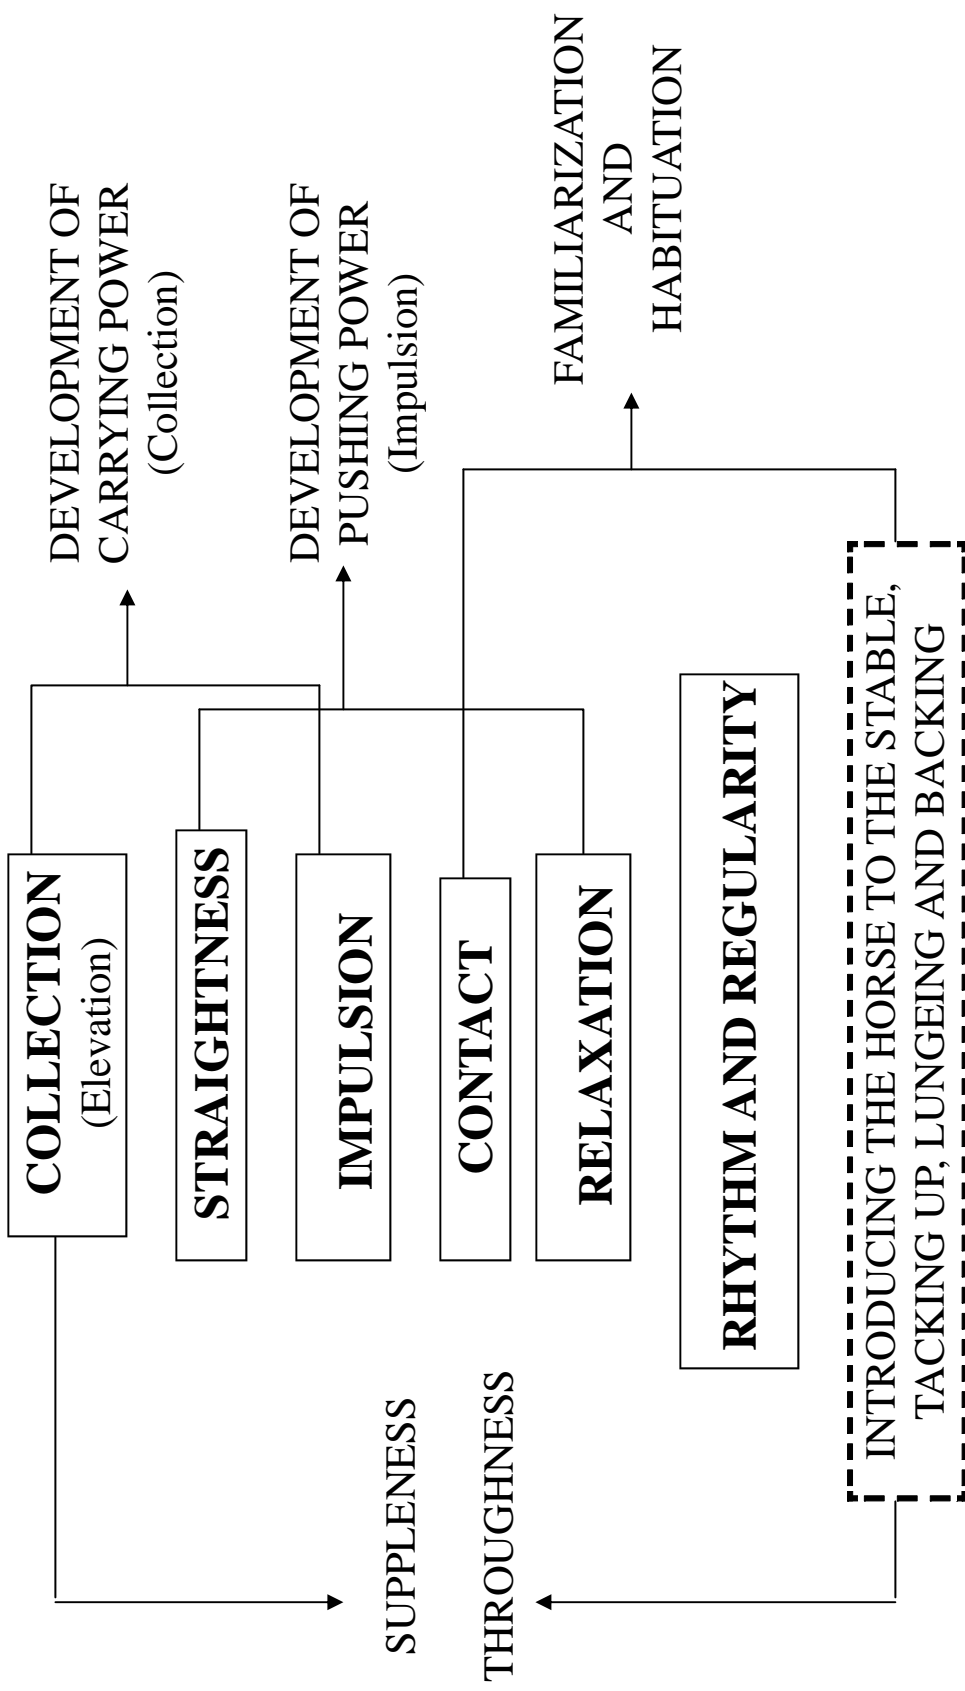 COLLECTION
(Elevation)
STRAIGHTNESS
IMPULSION
CONTACT
RELAXATION
RHYTHM AND REGULARITY
INTRODUCING THE HORSE TO THE STABLE,
TACKING UP, LUNGEING AND BACKING
SUPPLENESS
THROUGHNESS
DEVELOPMENT OF
CARRYING POWER
(Collection)
DEVELOPMENT OF
PUSHING POWER
(Impulsion)
FAMILIARIZATION
AND
HABITUATION